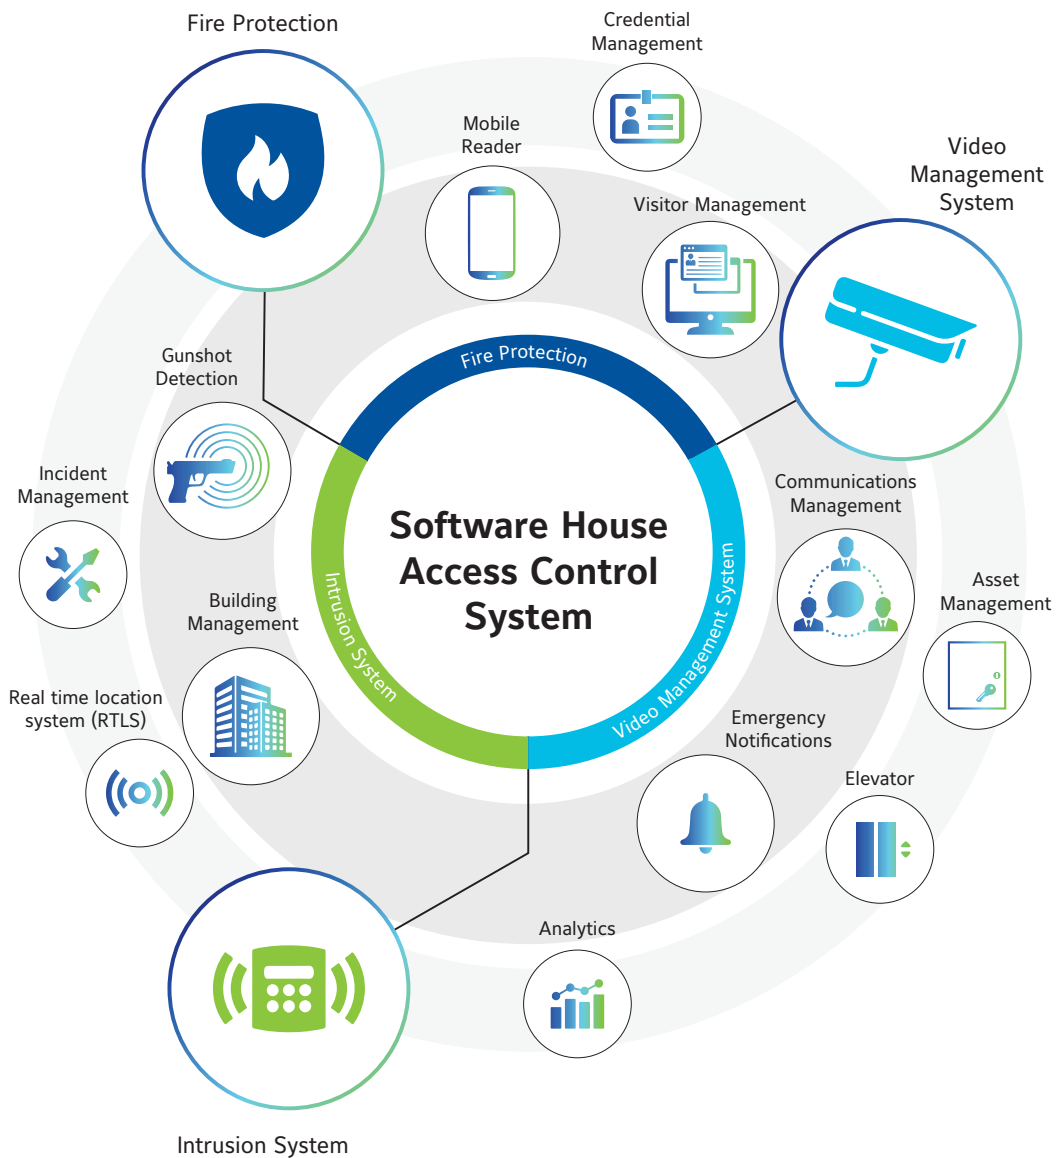 Fire Protection
Credential
Management
Mobile
Reader
Video
Management
System
Visitor Management
Fire Protection
Gunshot
Detection
Incident
Management
Communications
Management
Software House
Access Control
System
Intrusion System
Video Management System
Asset
Management
Building
Management
Real time location
system (RTLS)
Emergency
Notifications
Elevator
Analytics
Intrusion System